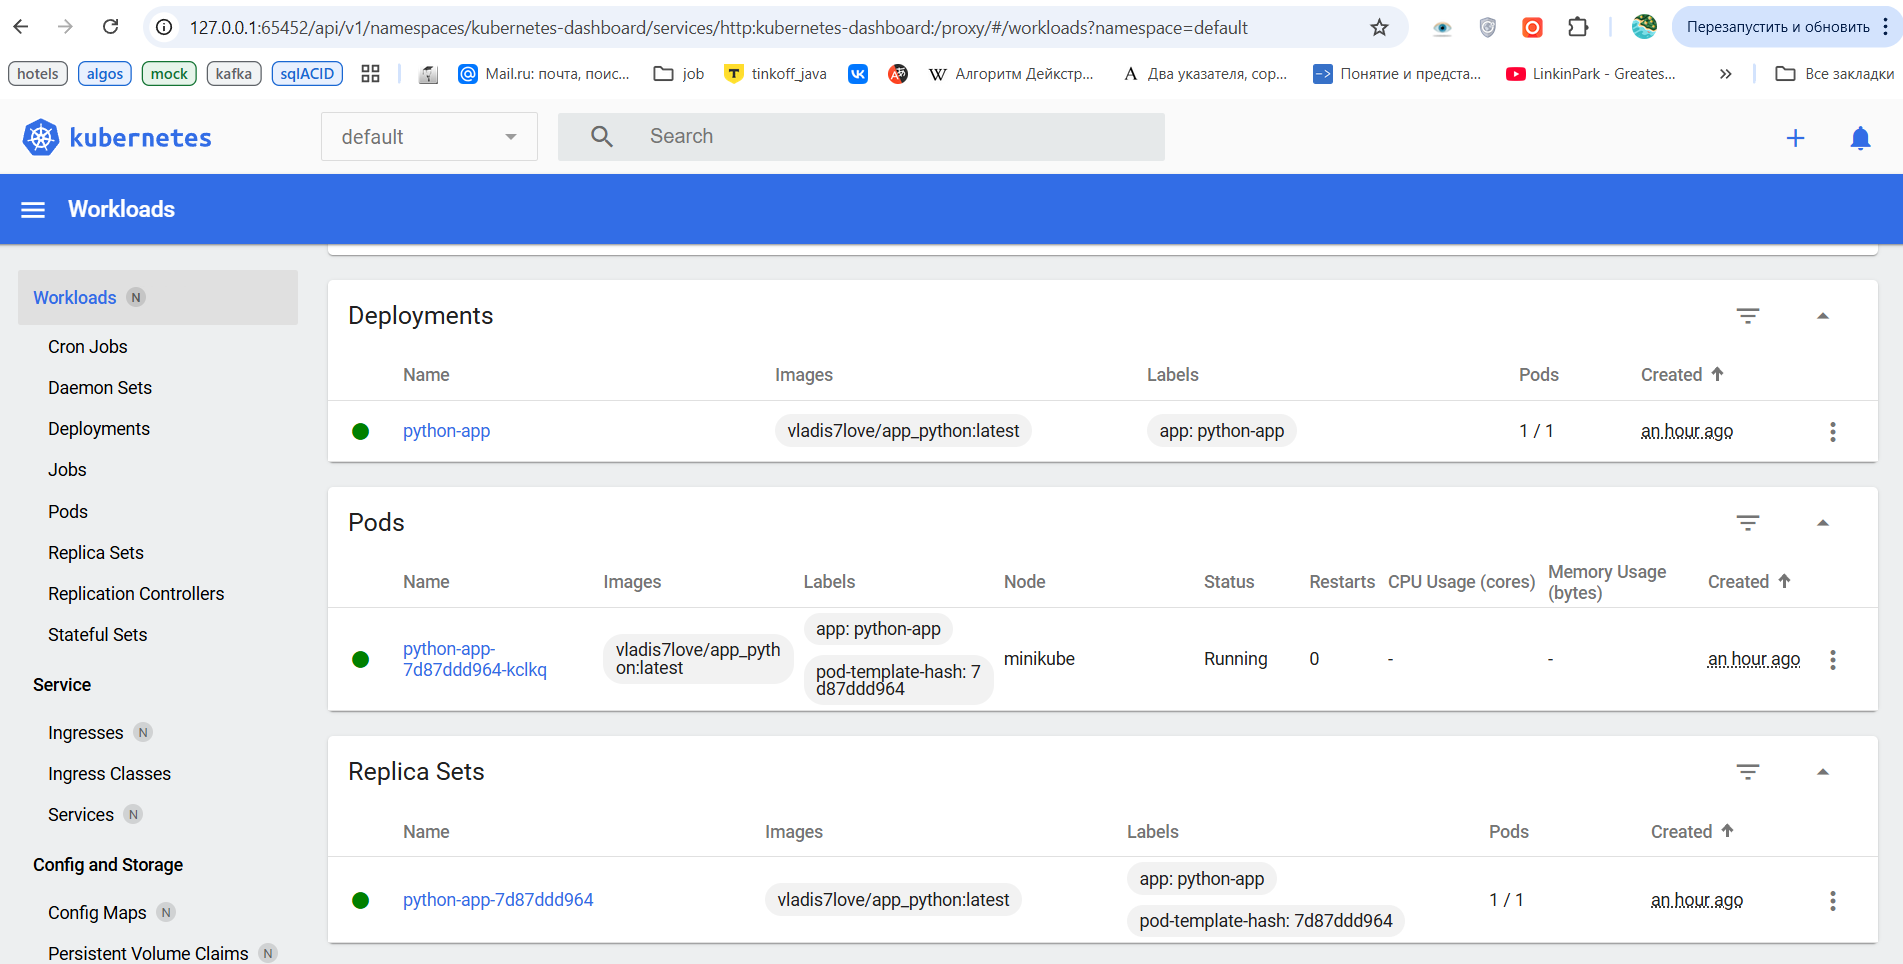 127.0.0.1:65452/api/v1/namespaces/kubernetes-dashboard/services/http:kubernetes-dashboard:/proxy/#/workloads?namespace=default
Перезапустить и обновить
hotels algos mock kafka sqlACID Mail.ru: почта, поис... job tinkoff_java Алгоритм Дейкстр... Два указателя, сор... Понятие и предста... LinkinPark - Greates... » Все закладки
kubernetes default Search
Workloads
Workloads N
Cron Jobs
Daemon Sets
Deployments
Jobs
Pods
Replica Sets
Replication Controllers
Stateful Sets
Service
Ingresses N
Ingress Classes
Services N
Config and Storage
Config Maps N
Persistent Volume Claims N
Deployments
Name Images Labels Pods Created
python-app vladis7love/app_python:latest app: python-app 1 / 1 an hour ago
Pods
Name Images Labels Node Status Restarts CPU Usage (cores) Memory Usage
(bytes) Created
python-app-
7d87ddd964-kclkq
vladis7love/app_pyth
on:latest
app: python-app
pod-template-hash: 7
d87ddd964
minikube Running 0 - - an hour ago
Replica Sets
Name Images Labels Pods Created
python-app-7d87ddd964 vladis7love/app_python:latest
app: python-app
pod-template-hash: 7d87ddd964
1 / 1 an hour ago